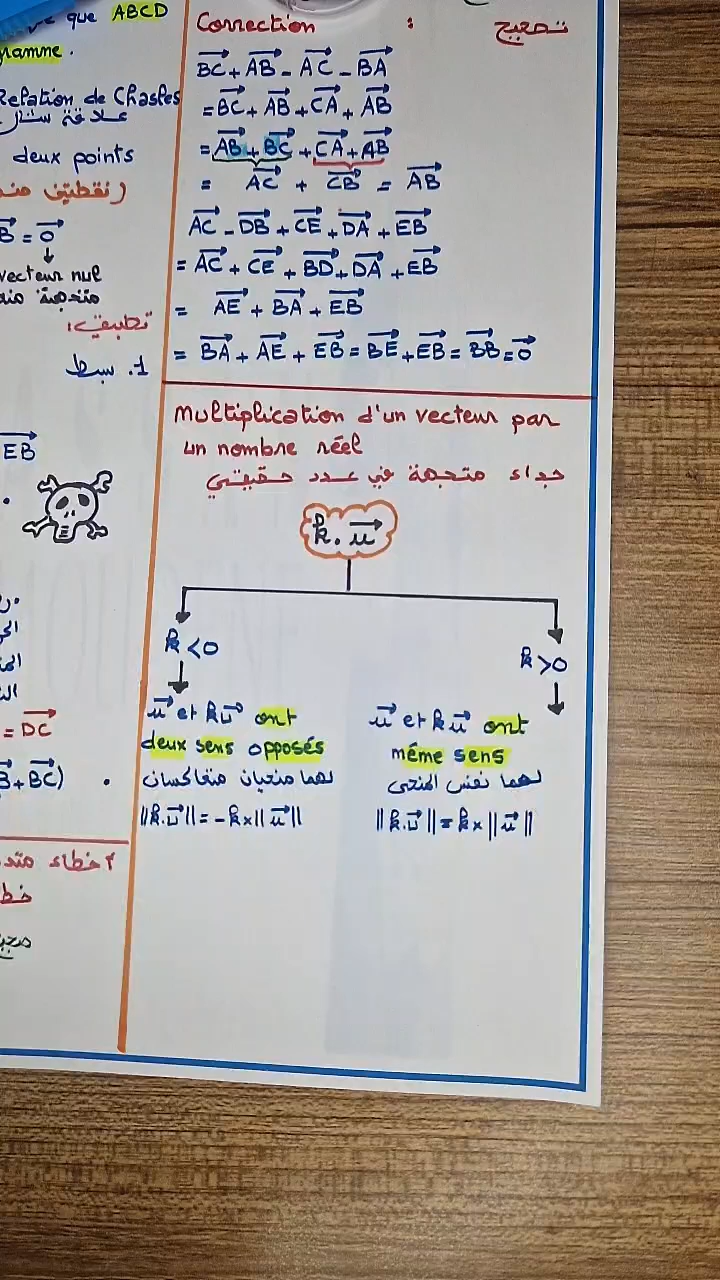 que ABCD
gramme.
Relation de Chasles
deux points
B = 0
vecteur nul
تطبيق:
1. بسط
EB
= DC
B + BC)
Correction : تصحيح
BC + AB - AC - BA
= BC + AB + CA + AB
= AB + BC + CA + AB
= AC + CB = AB
AC - DB + CE + DA + EB
= AC + CE + BD + DA + EB
= AE + BA + EB
= BA + AE + EB = BE + EB = BB = 0
Multiplication d'un vecteur par
un nombre réel
جداء متجهة في عدد حقيقي
k . u
k < 0
u et ku ont
deux sens opposés
لهما منحيان متعاكسان
||k.u|| = -k x ||u||
k > 0
u et ku ont
même sens
لهما نفس المنحى
||k.u|| = k x ||u||